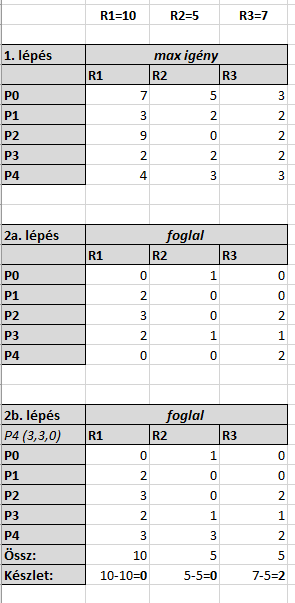 R1=10 R2=5 R3=7
1. lépés max igény
R1 R2 R3
P0 7 5 3
P1 3 2 2
P2 9 0 2
P3 2 2 2
P4 4 3 3
2a. lépés foglal
R1 R2 R3
P0 0 1 0
P1 2 0 0
P2 3 0 2
P3 2 1 1
P4 0 0 2
2b. lépés foglal
P4 (3,3,0) R1 R2 R3
P0 0 1 0
P1 2 0 0
P2 3 0 2
P3 2 1 1
P4 3 3 2
Össz: 10 5 5
Készlet: 10-10=0 5-5=0 7-5=2